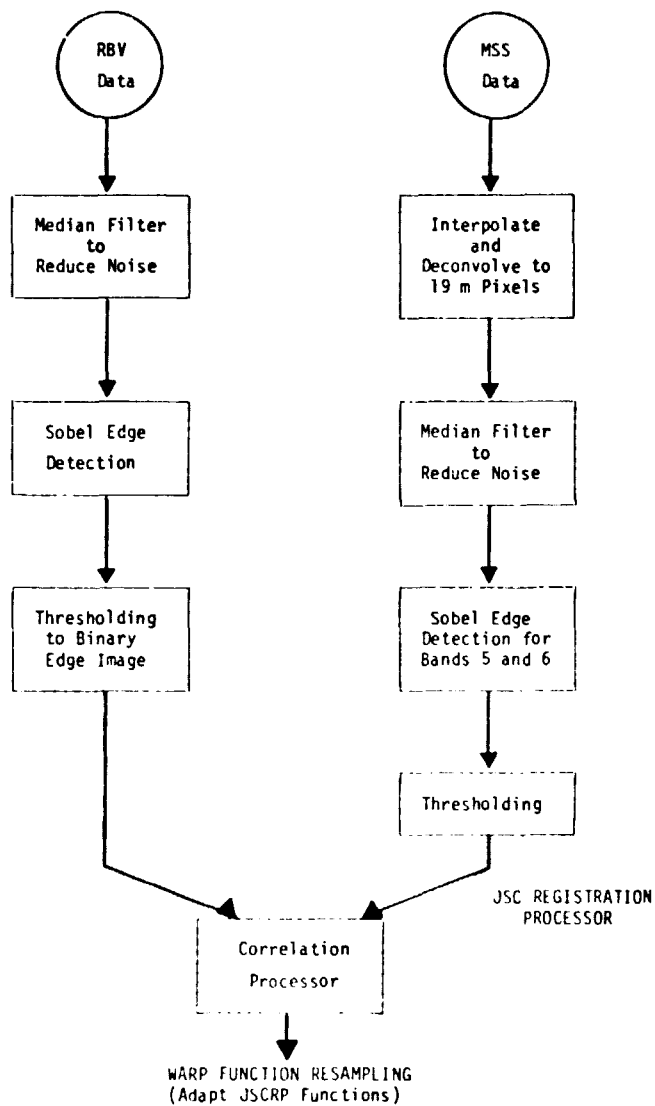 RBV
Data
Median Filter
to
Reduce Noise
Sobel Edge
Detection
Thresholding
to Binary
Edge Image
MSS
Data
Interpolate
and
Deconvolve to
19 m Pixels
Median Filter
to
Reduce Noise
Sobel Edge
Detection for
Bands 5 and 6
Thresholding
JSC REGISTRATION
PROCESSOR
Correlation
Processor
WARP FUNCTION RESAMPLING
(Adapt JSCRP Functions)